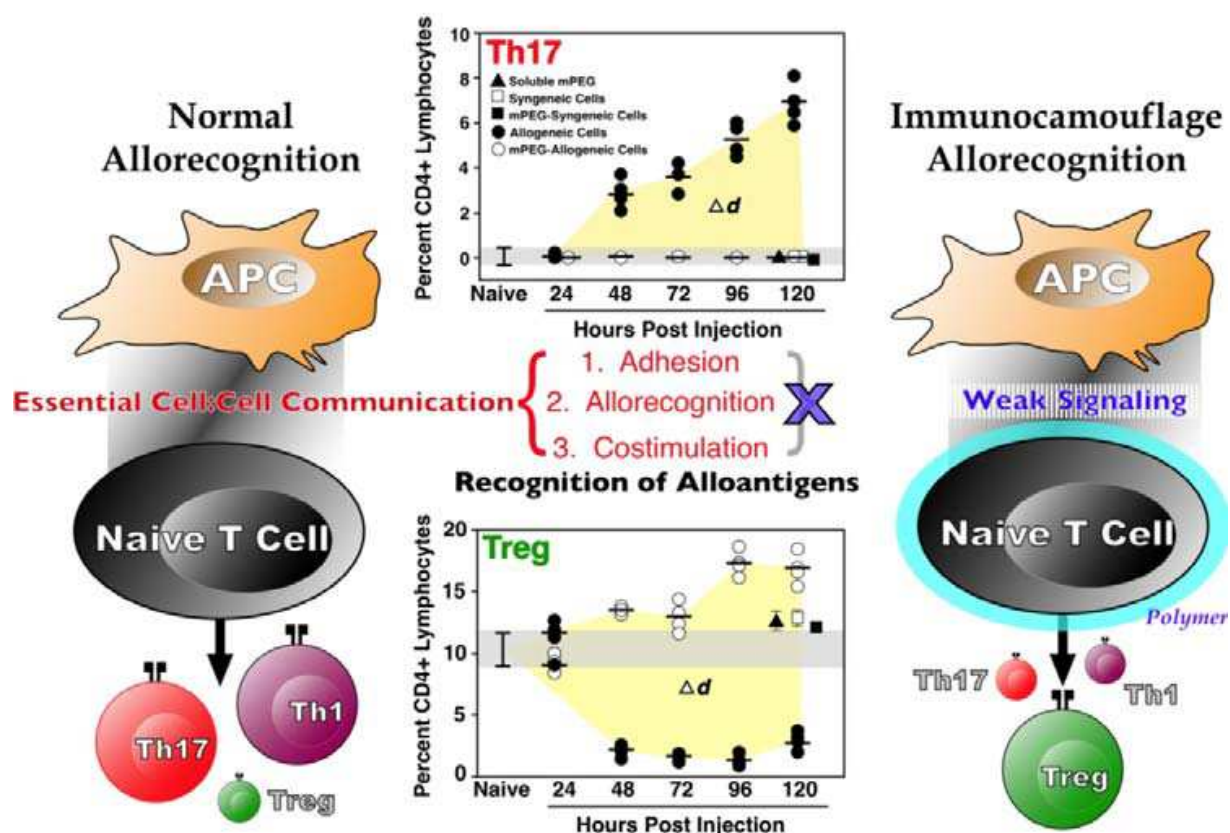 Normal
Allorecognition
APC
Essential Cell:Cell Communication
Naive T Cell
Th17
Th1
Treg
Percent CD4+ Lymphocytes
10
8
6
4
2
0
Th17
Soluble mPEG
Syngeneic Cells
mPEG-Syngeneic Cells
Allogeneic Cells
mPEG-Allogeneic Cells
Δd
Naive 24 48 72 96 120
Hours Post Injection
1. Adhesion
2. Allorecognition
3. Costimulation
X
Recognition of Alloantigens
Percent CD4+ Lymphocytes
20
15
10
5
0
Treg
Δd
Naive 24 48 72 96 120
Hours Post Injection
Immunocamouflage
Allorecognition
APC
Weak Signaling
Naive T Cell
Polymer
Th17
Th1
Treg